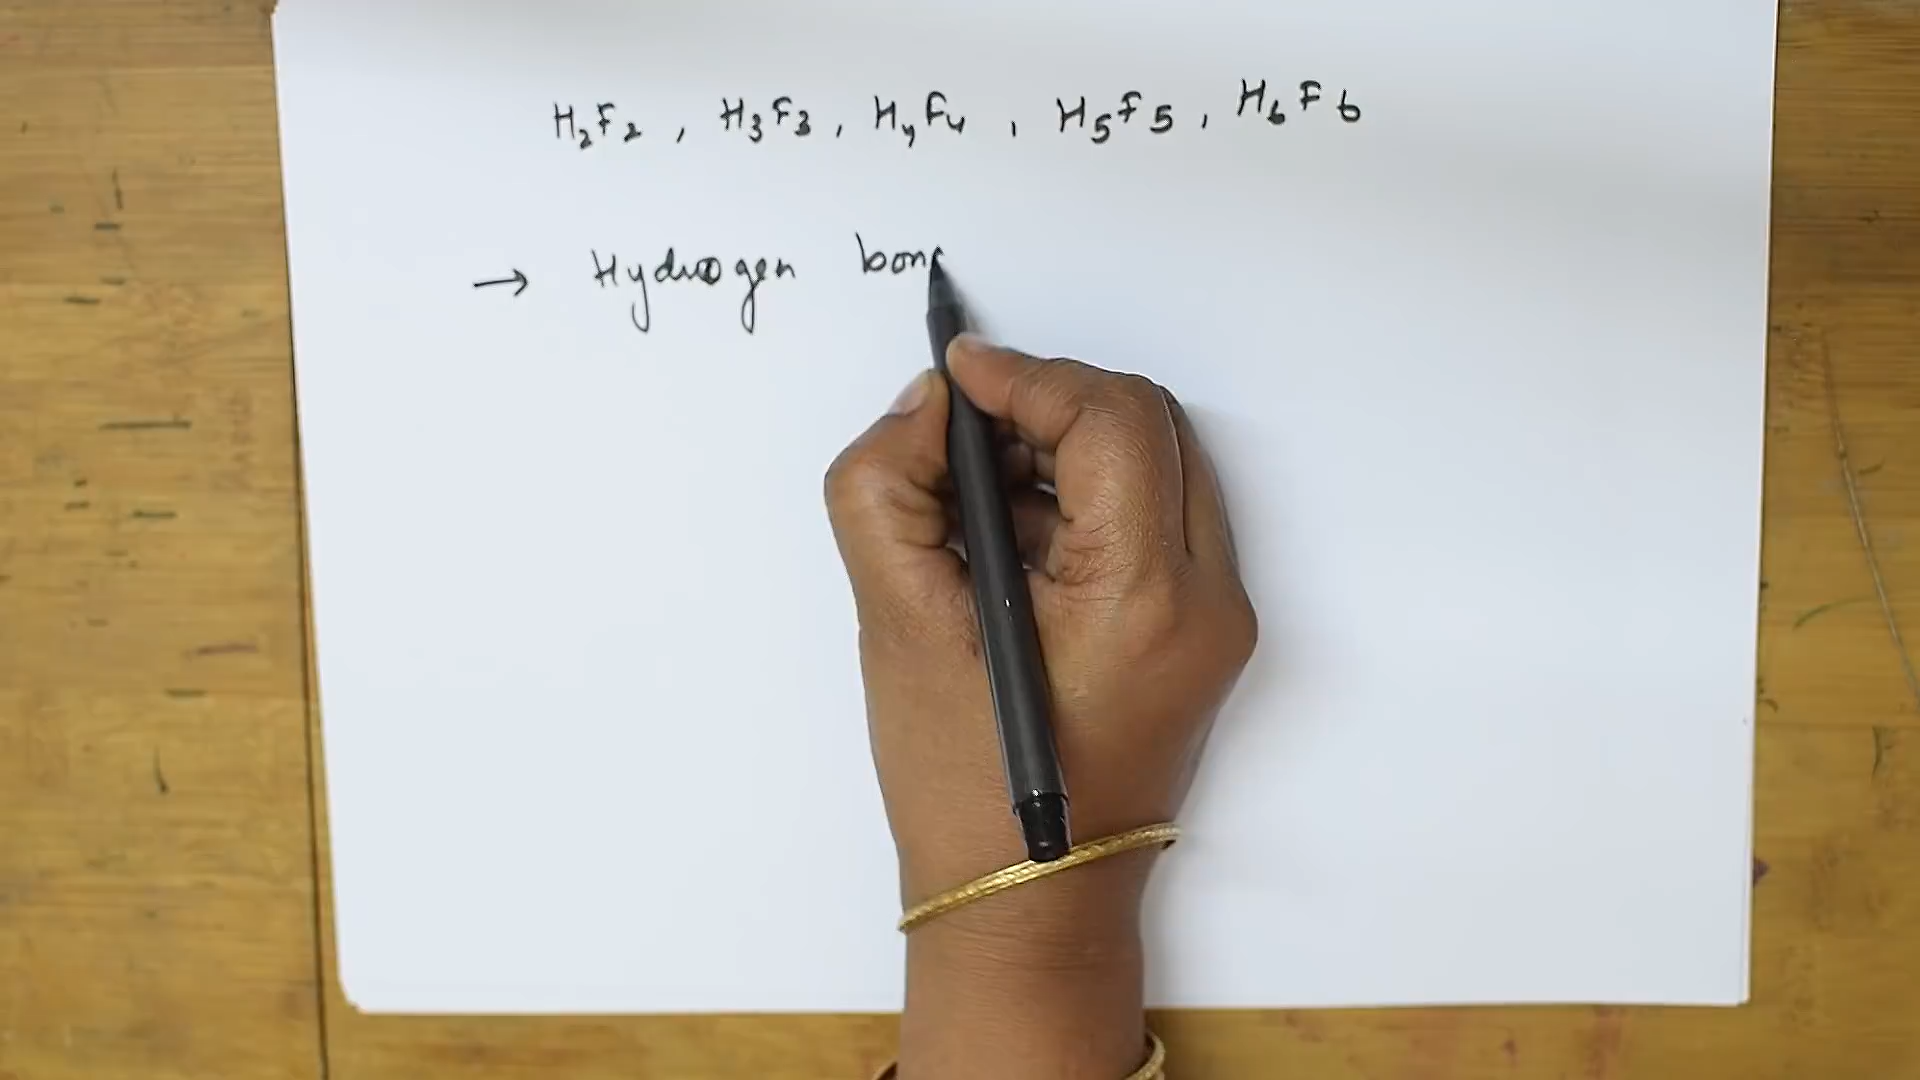 H₂F₂ , H₃F₃ , H₄F₄ , H₅F₅ , H₆F₆
→ Hydrogen bon